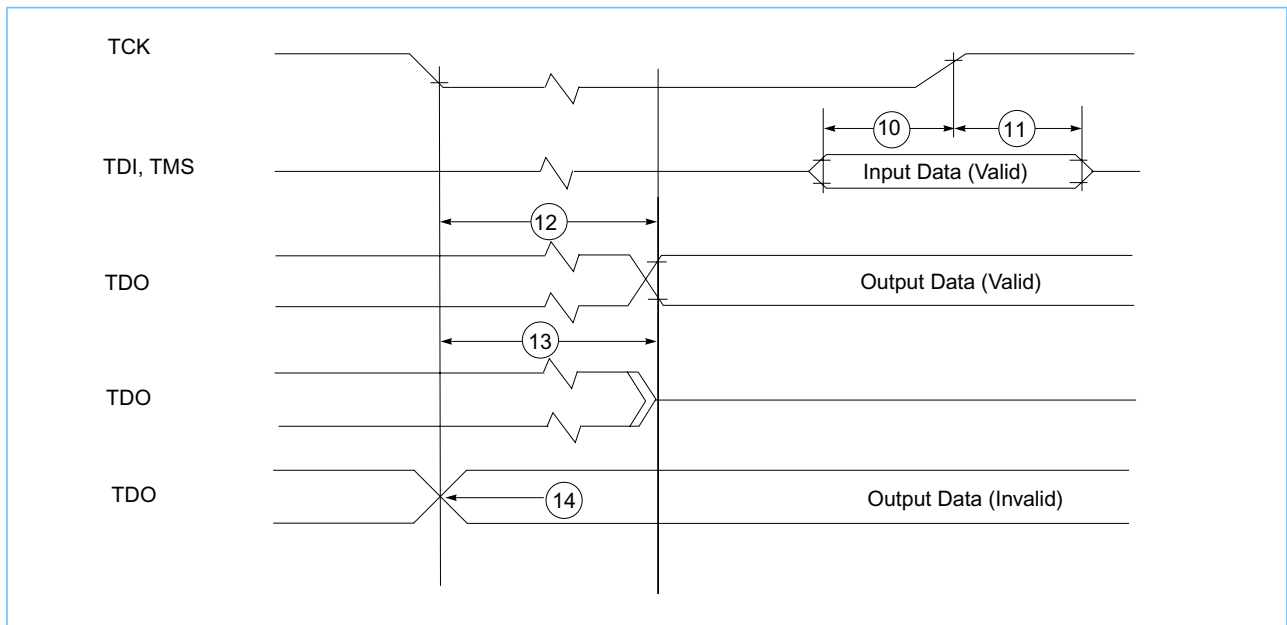 TCK
10
11
TDI, TMS
Input Data (Valid)
12
TDO
Output Data (Valid)
13
TDO
TDO
14
Output Data (Invalid)